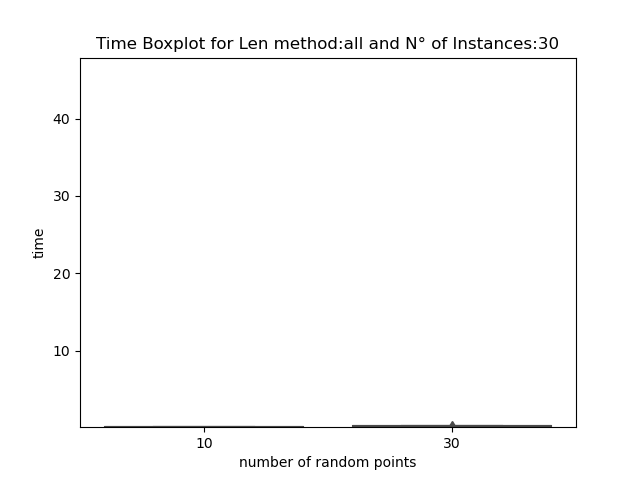 Time Boxplot for Len method:all and N° of Instances:30
40
30
20
10
time
10 30
number of random points